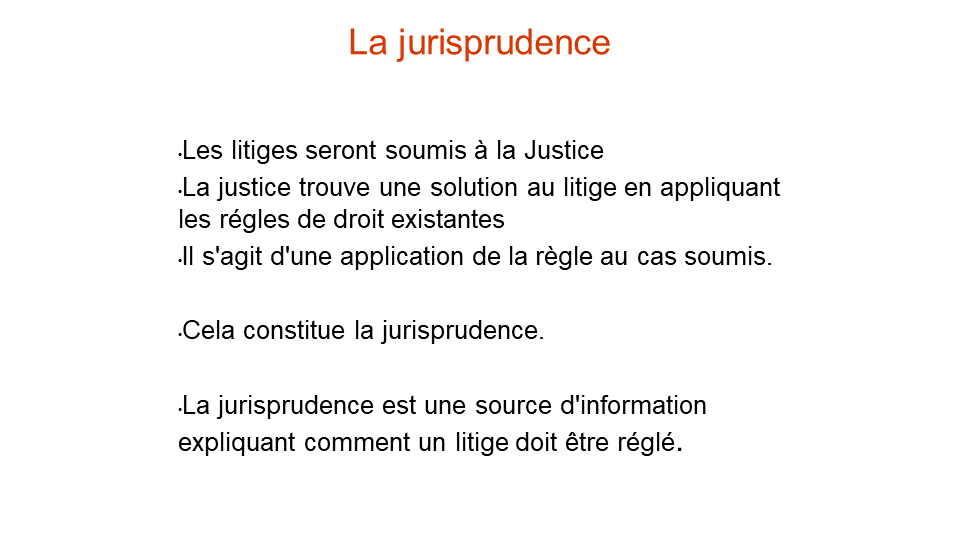 La jurisprudence
•Les litiges seront soumis à la Justice
•La justice trouve une solution au litige en appliquant
les régles de droit existantes
•Il s'agit d'une application de la règle au cas soumis.
•Cela constitue la jurisprudence.
•La jurisprudence est une source d'information
expliquant comment un litige doit être réglé.